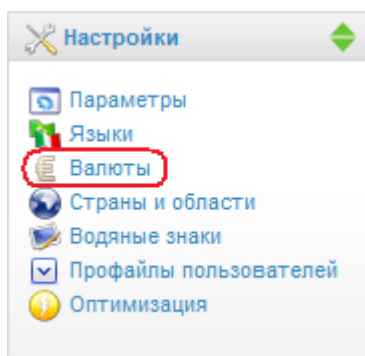 Настройки
Параметры
Языки
Валюты
Страны и области
Водяные знаки
Профайлы пользователей
Оптимизация